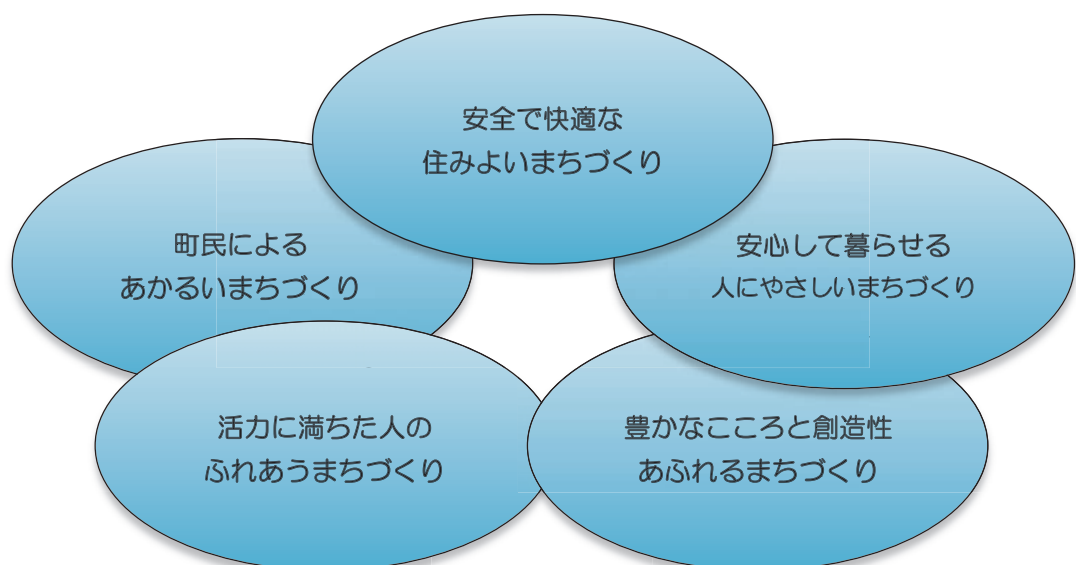 安全で快適な
住みよいまちづくり
町民による
あかるいまちづくり
安心して暮らせる
人にやさしいまちづくり
活力に満ちた人の
ふれあうまちづくり
豊かなこころと創造性
あふれるまちづくり